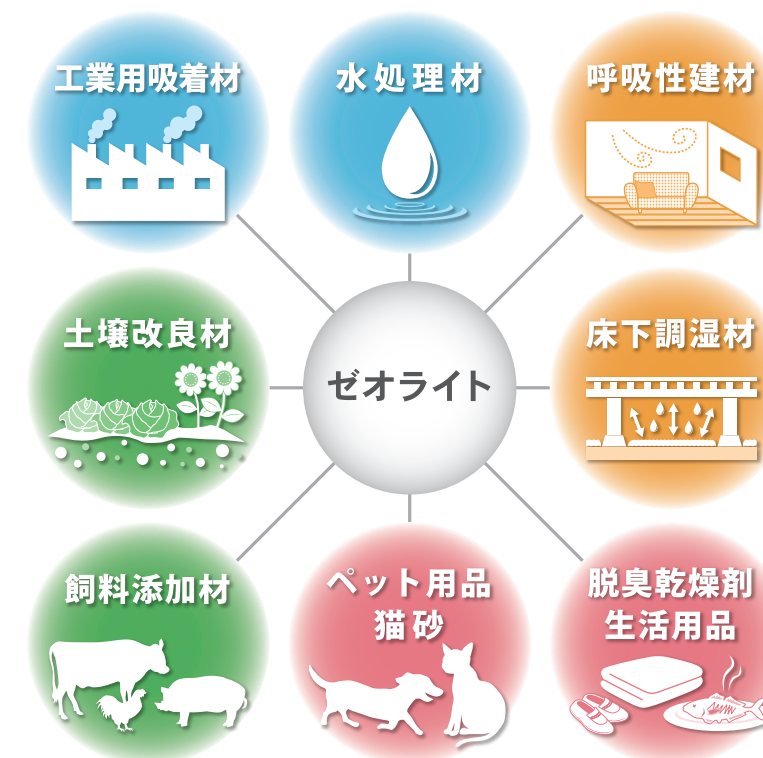 工業用吸着材
水処理材
呼吸性建材
土壌改良材
ゼオライト
床下調湿材
飼料添加材
ペット用品
猫砂
脱臭乾燥剤
生活用品